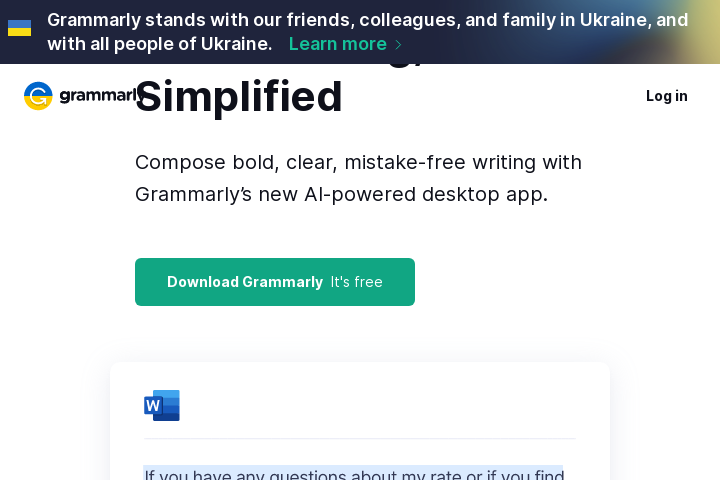 Grammarly stands with our friends, colleagues, and family in Ukraine, and
with all people of Ukraine. Learn more
grammarly
Simplified
Log in
Compose bold, clear, mistake-free writing with
Grammarly’s new AI-powered desktop app.
Download Grammarly It's free
W
If you have any questions about my rate or if you find